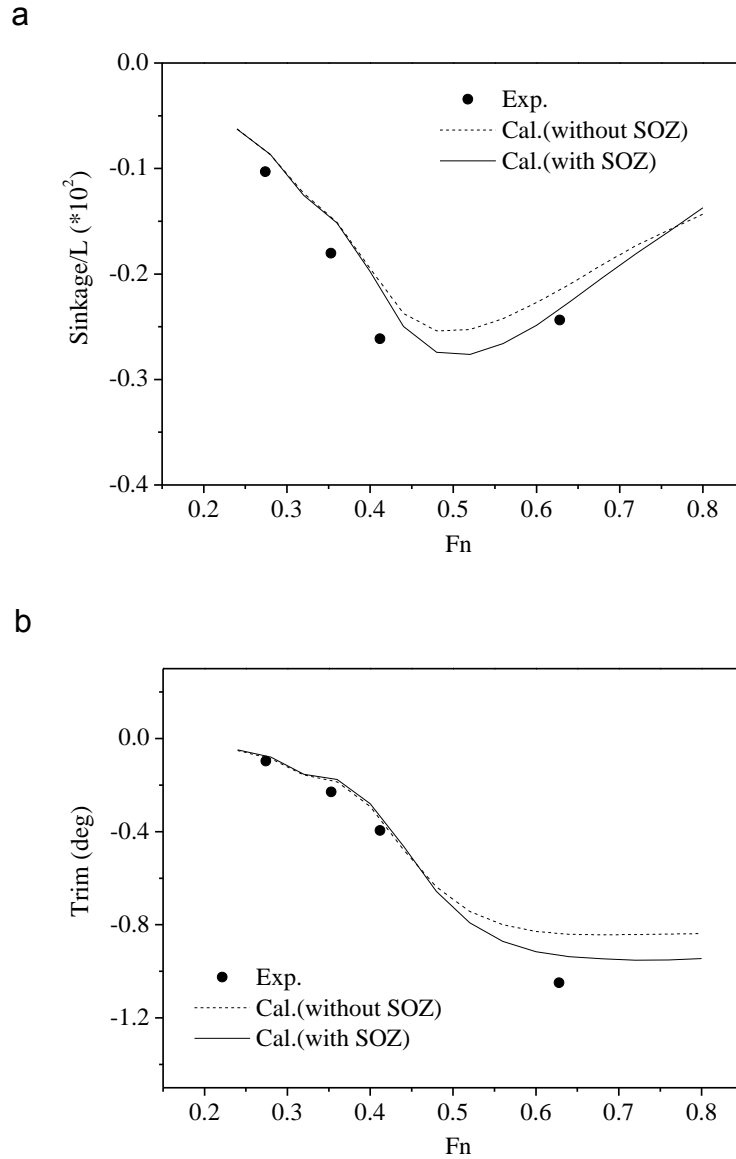 a
0.0
-0.1
-0.2
-0.3
-0.4
Sinkage/L (*10²)
Exp.
Cal.(without SOZ)
Cal.(with SOZ)
0.2 0.3 0.4 0.5 0.6 0.7 0.8
Fn
b
0.0
-0.4
-0.8
-1.2
Trim (deg)
Exp.
Cal.(without SOZ)
Cal.(with SOZ)
0.2 0.3 0.4 0.5 0.6 0.7 0.8
Fn